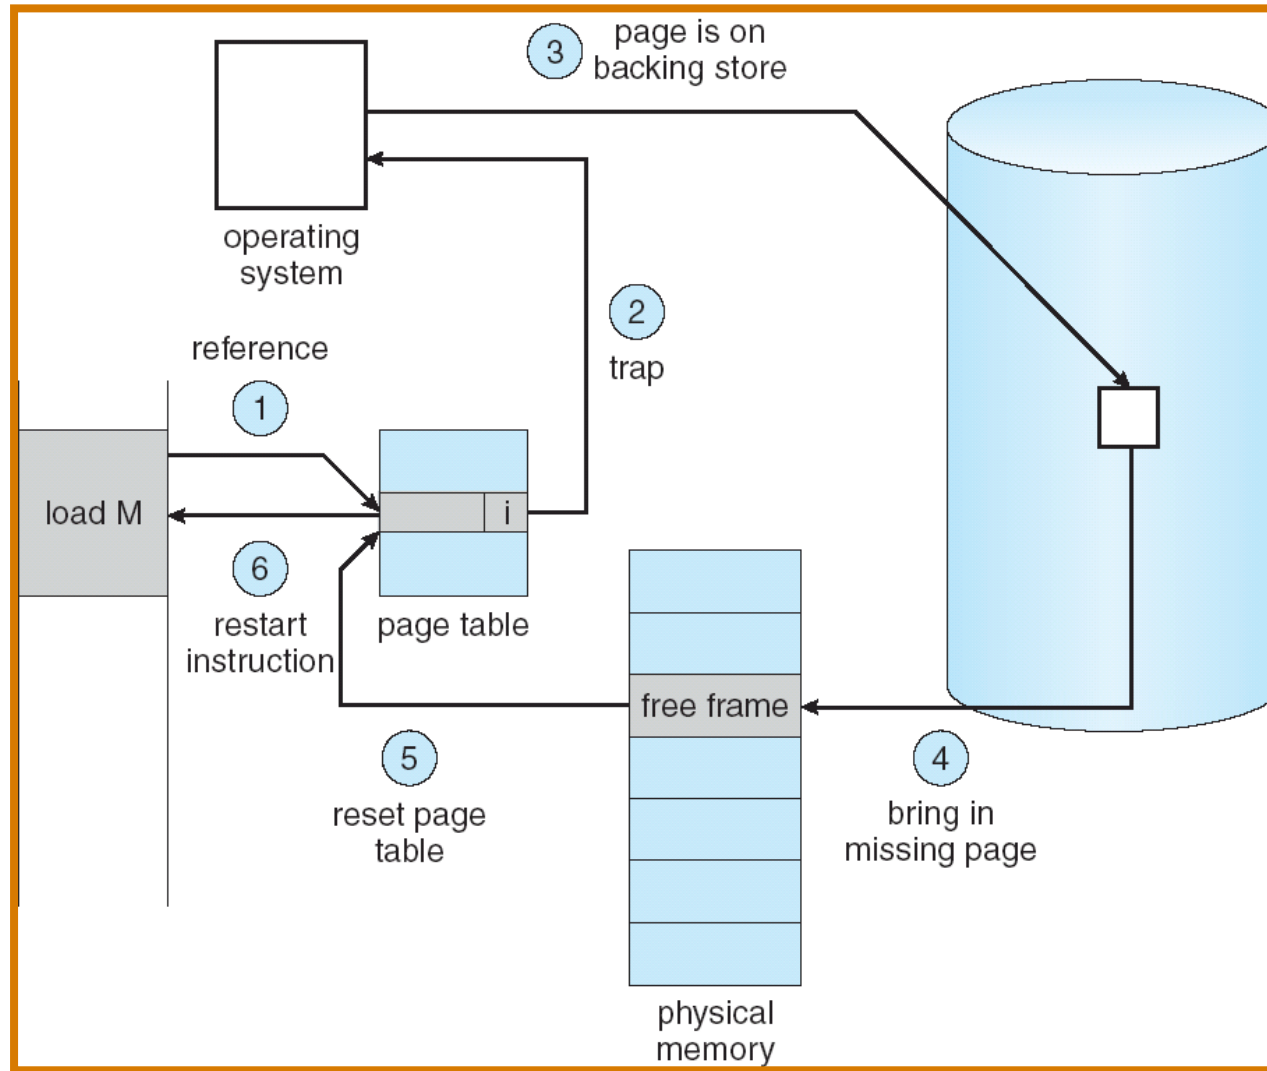 3
page is on
backing store
operating
system
2
trap
reference
1
load M
i
6
restart
instruction
page table
free frame
5
reset page
table
4
bring in
missing page
physical
memory